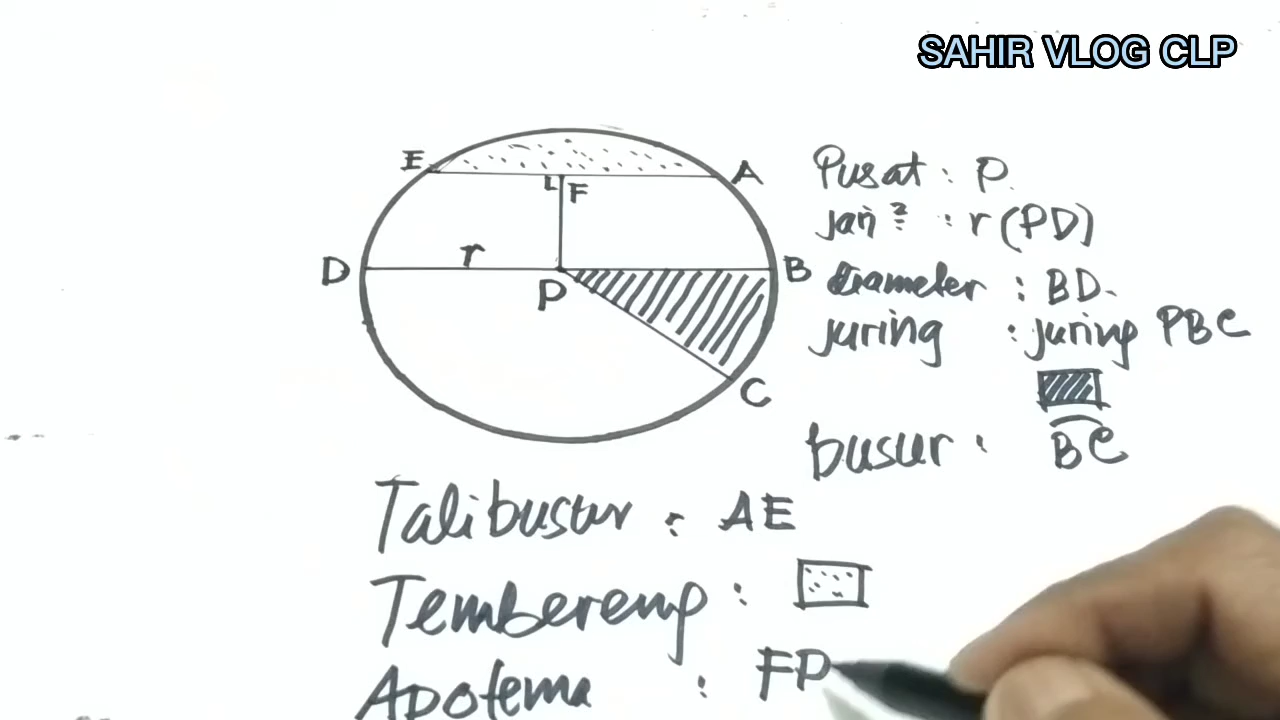 SAHIR VLOG CLP
E
A
F
D
r
P
B
C
Pusat : P.
jari² : r (PD)
diameter : BD.
juring : juring PBC
busur : BC
Talibusur : AE
Tembereng :
Apotema : FP